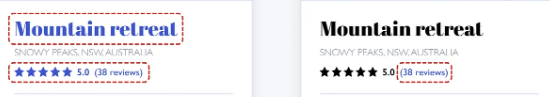 Mountain retreat
SNOWY PEAKS, NSW, AUSTRALIA
5.0 (38 reviews)
Mountain retreat
SNOWY PEAKS, NSW, AUSTRALIA
5.0 (38 reviews)